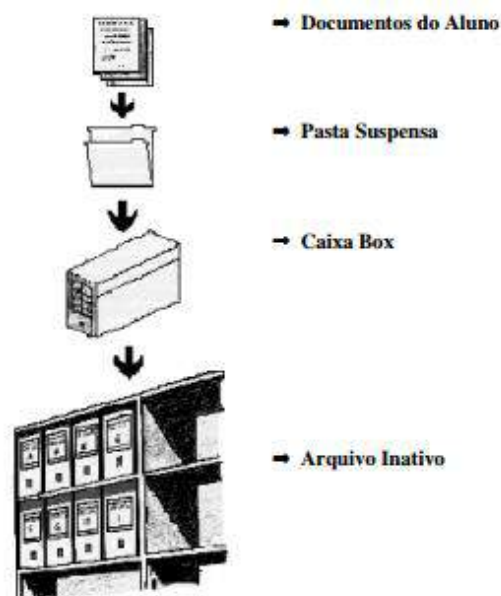 ➡ Documentos do Aluno
➡ Pasta Suspensa
➡ Caixa Box
➡ Arquivo Inativo